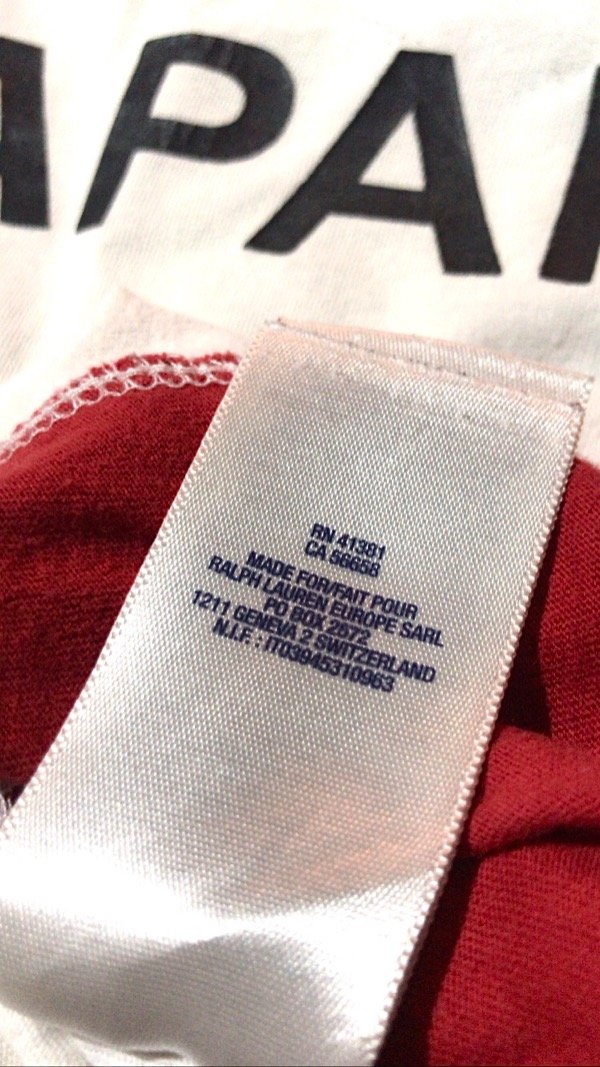 APAN
RN 41381
CA 56658
MADE FOR/FAIT POUR
RALPH LAUREN EUROPE SARL
PO BOX 2572
1211 GENEVA 2 SWITZERLAND
N.I.F. : IT03945310963